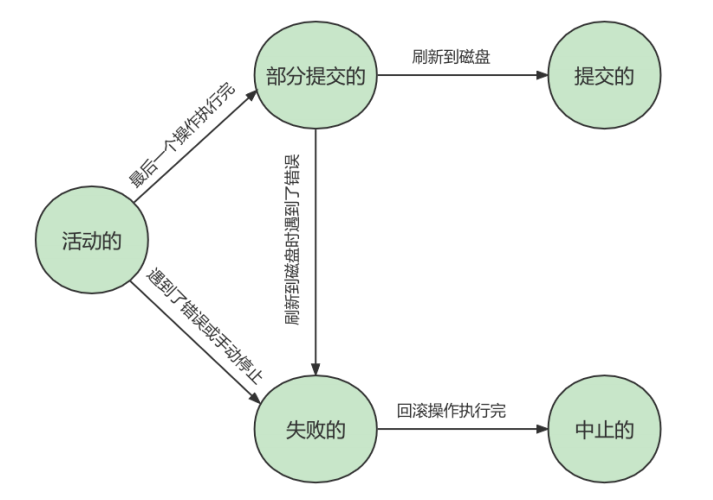 部分提交的
刷新到磁盘
提交的
最后一个操作执行完
刷新到磁盘时遇到了错误
活动的
遇到了错误或手动停止
失败的
回滚操作执行完
中止的